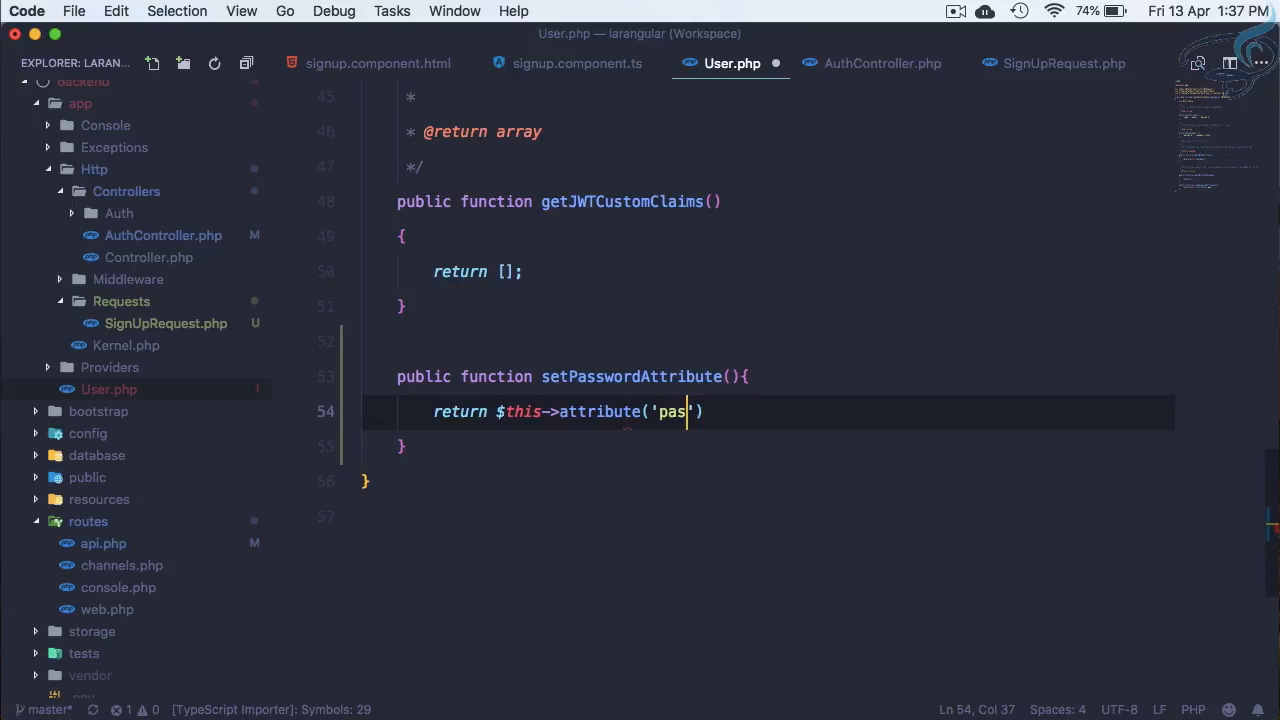 Code File Edit Selection View Go Debug Tasks Window Help 74% Fri 13 Apr 1:37 PM
User.php — larangular (Workspace)
EXPLORER: LARAN...
signup.component.html signup.component.ts User.php AuthController.php SignUpRequest.php
backend
app
Console
Exceptions
Http
Controllers
Auth
AuthController.php M
Controller.php
Middleware
Requests
SignUpRequest.php U
Kernel.php
Providers
User.php 1
bootstrap
config
database
public
resources
routes
api.php M
channels.php
console.php
web.php
storage
tests
vendor
45 *
46 * @return array
47 */
48 public function getJWTCustomClaims()
49 {
50 return [];
51 }
52
53 public function setPasswordAttribute(){
54 return $this->attribute('pas')
55 }
56 }
57
master* 1 0 [TypeScript Importer]: Symbols: 29 Ln 54, Col 37 Spaces: 4 UTF-8 LF PHP